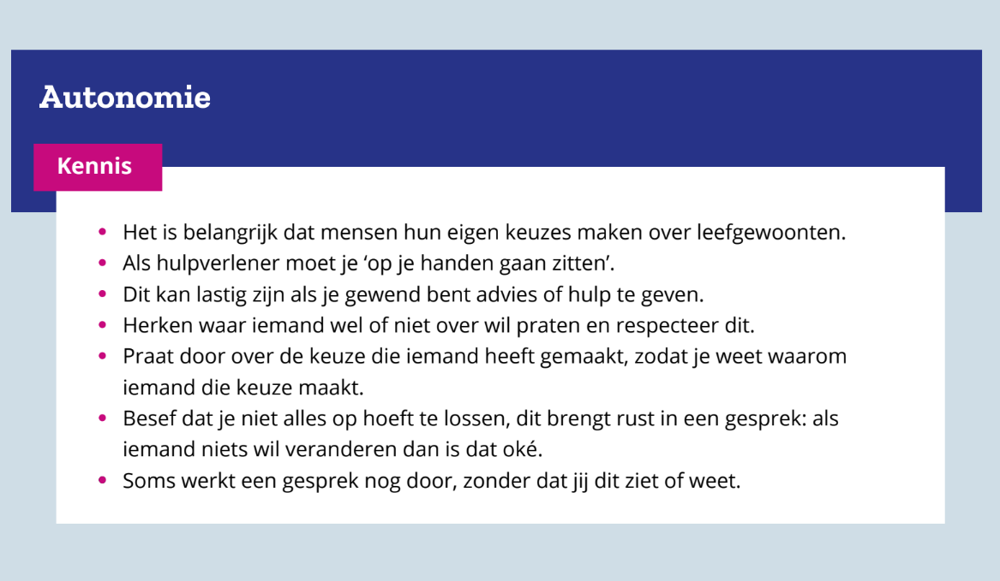 Autonomie
Kennis
• Het is belangrijk dat mensen hun eigen keuzes maken over leefgewoonten.
• Als hulpverlener moet je ‘op je handen gaan zitten’.
• Dit kan lastig zijn als je gewend bent advies of hulp te geven.
• Herken waar iemand wel of niet over wil praten en respecteer dit.
• Praat door over de keuze die iemand heeft gemaakt, zodat je weet waarom
iemand die keuze maakt.
• Besef dat je niet alles op hoeft te lossen, dit brengt rust in een gesprek: als
iemand niets wil veranderen dan is dat oké.
• Soms werkt een gesprek nog door, zonder dat jij dit ziet of weet.